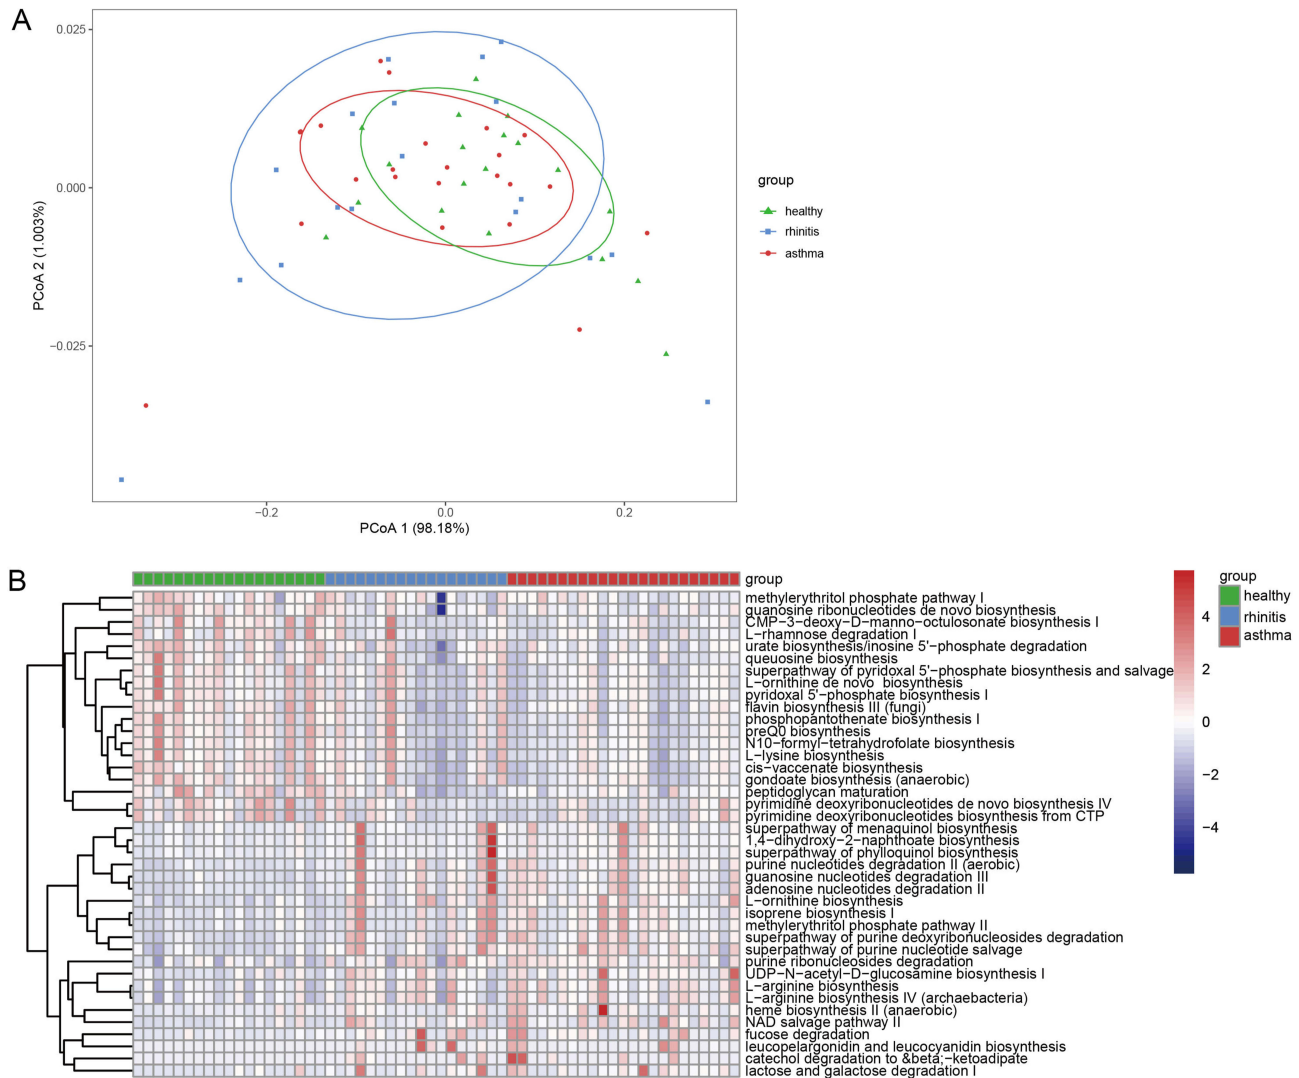 A
0.025
0.000
−0.025
PCoA 2 (1.003%)
−0.2
0.0
0.2
PCoA 1 (98.18%)
group
healthy
rhinitis
asthma
B
group
methylerythritol phosphate pathway I
guanosine ribonucleotides de novo biosynthesis
CMP−3−deoxy−D−manno−octulosonate biosynthesis I
L−rhamnose degradation I
urate biosynthesis/inosine 5'−phosphate degradation
queuosine biosynthesis
superpathway of pyridoxal 5'−phosphate biosynthesis and salvage
L−ornithine de novo  biosynthesis
pyridoxal 5'−phosphate biosynthesis I
flavin biosynthesis III (fungi)
phosphopantothenate biosynthesis I
preQ0 biosynthesis
N10−formyl−tetrahydrofolate biosynthesis
L−lysine biosynthesis
cis−vaccenate biosynthesis
gondoate biosynthesis (anaerobic)
peptidoglycan maturation
pyrimidine deoxyribonucleotides de novo biosynthesis IV
pyrimidine deoxyribonucleotides biosynthesis from CTP
superpathway of menaquinol biosynthesis
1,4−dihydroxy−2−naphthoate biosynthesis
superpathway of phylloquinol biosynthesis
purine nucleotides degradation II (aerobic)
guanosine nucleotides degradation III
adenosine nucleotides degradation II
L−ornithine biosynthesis
isoprene biosynthesis I
methylerythritol phosphate pathway II
superpathway of purine deoxyribonucleosides degradation
superpathway of purine nucleotide salvage
purine ribonucleosides degradation
UDP−N−acetyl−D−glucosamine biosynthesis I
L−arginine biosynthesis
L−arginine biosynthesis IV (archaebacteria)
heme biosynthesis II (anaerobic)
NAD salvage pathway II
fucose degradation
leucopelargonidin and leucocyanidin biosynthesis
catechol degradation to &beta;−ketoadipate
lactose and galactose degradation I
4
2
0
−2
−4
group
healthy
rhinitis
asthma